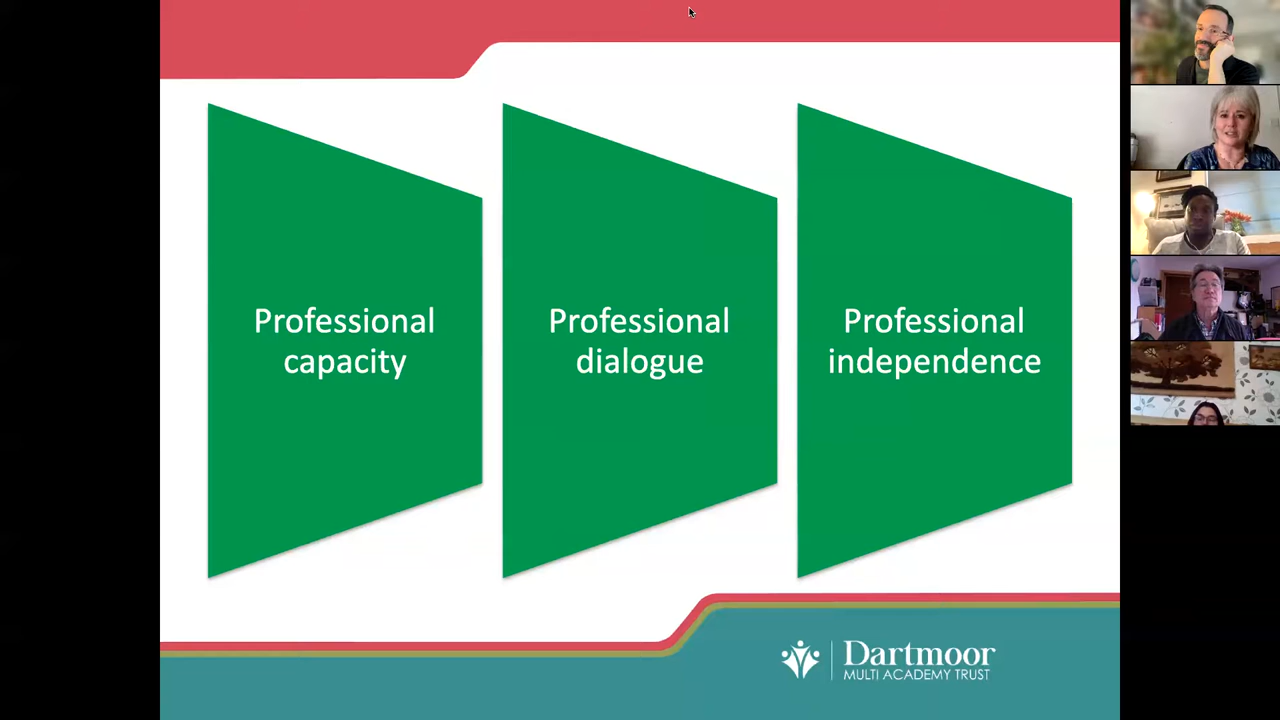 Professional
capacity
Professional
dialogue
Professional
independence
Dartmoor
MULTI ACADEMY TRUST